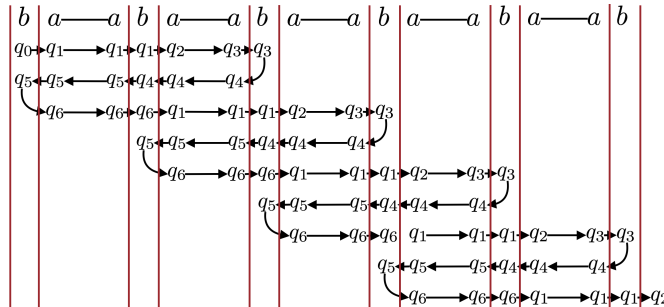 b a a b a a b a a b a a b a a b
q₀ q₁ q₁ q₁ q₂ q₃ q₃
q₅ q₅ q₅ q₄ q₄ q₄
q₆ q₆ q₆ q₁ q₁ q₁ q₂ q₃ q₃
q₅ q₅ q₅ q₄ q₄ q₄
q₆ q₆ q₆ q₁ q₁ q₁ q₂ q₃ q₃
q₅ q₅ q₅ q₄ q₄ q₄
q₆ q₆ q₆ q₁ q₁ q₁ q₂ q₃ q₃
q₅ q₅ q₅ q₄ q₄ q₄
q₆ q₆ q₆ q₁ q₁ q₁ q₂